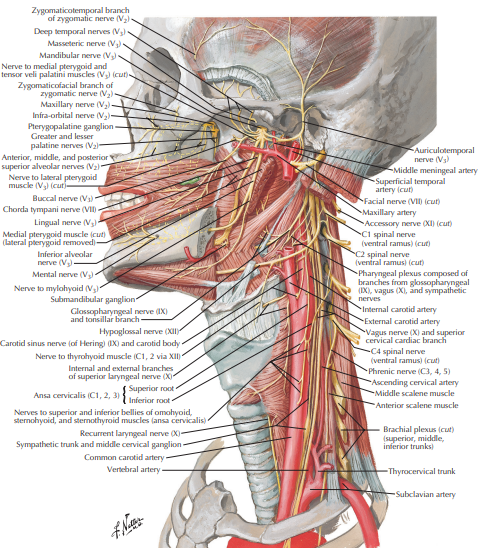 Zygomaticotemporal branch
of zygomatic nerve (V2)
Deep temporal nerves (V3)
Masseteric nerve (V3)
Mandibular nerve (V3)
Nerve to medial pterygoid and
tensor veli palatini muscles (V3) (cut)
Zygomaticofacial branch of
zygomatic nerve (V2)
Maxillary nerve (V2)
Infra-orbital nerve (V2)
Pterygopalatine ganglion
Greater and lesser
palatine nerves (V2)
Anterior, middle, and posterior
superior alveolar nerves (V2)
Nerve to lateral pterygoid
muscle (V3) (cut)
Buccal nerve (V3)
Chorda tympani nerve (VII)
Lingual nerve (V3)
Medial pterygoid muscle (cut)
(lateral pterygoid removed)
Inferior alveolar
nerve (V3)
Mental nerve (V3)
Nerve to mylohyoid (V3)
Submandibular ganglion
Glossopharyngeal nerve (IX)
and tonsillar branch
Hypoglossal nerve (XII)
Carotid sinus nerve (of Hering) (IX) and carotid body
Nerve to thyrohyoid muscle (C1, 2 via XII)
Internal and external branches
of superior laryngeal nerve (X)
Ansa cervicalis (C1, 2, 3) { Superior root
Inferior root
Nerves to superior and inferior bellies of omohyoid,
sternohyoid, and sternothyroid muscles (ansa cervicalis)
Recurrent laryngeal nerve (X)
Sympathetic trunk and middle cervical ganglion
Common carotid artery
Vertebral artery
Auriculotemporal
nerve (V3)
Middle meningeal artery
Superficial temporal
artery (cut)
Facial nerve (VII) (cut)
Maxillary artery
Accessory nerve (XI) (cut)
C1 spinal nerve
(ventral ramus) (cut)
C2 spinal nerve
(ventral ramus) (cut)
Pharyngeal plexus composed of
branches from glossopharyngeal
(IX), vagus (X), and sympathetic
nerves
Internal carotid artery
External carotid artery
Vagus nerve (X) and superior
cervical cardiac branch
C4 spinal nerve
(ventral ramus) (cut)
Phrenic nerve (C3, 4, 5)
Ascending cervical artery
Middle scalene muscle
Anterior scalene muscle
Brachial plexus (cut)
(superior, middle,
inferior trunks)
Thyrocervical trunk
Subclavian artery
F. Netter